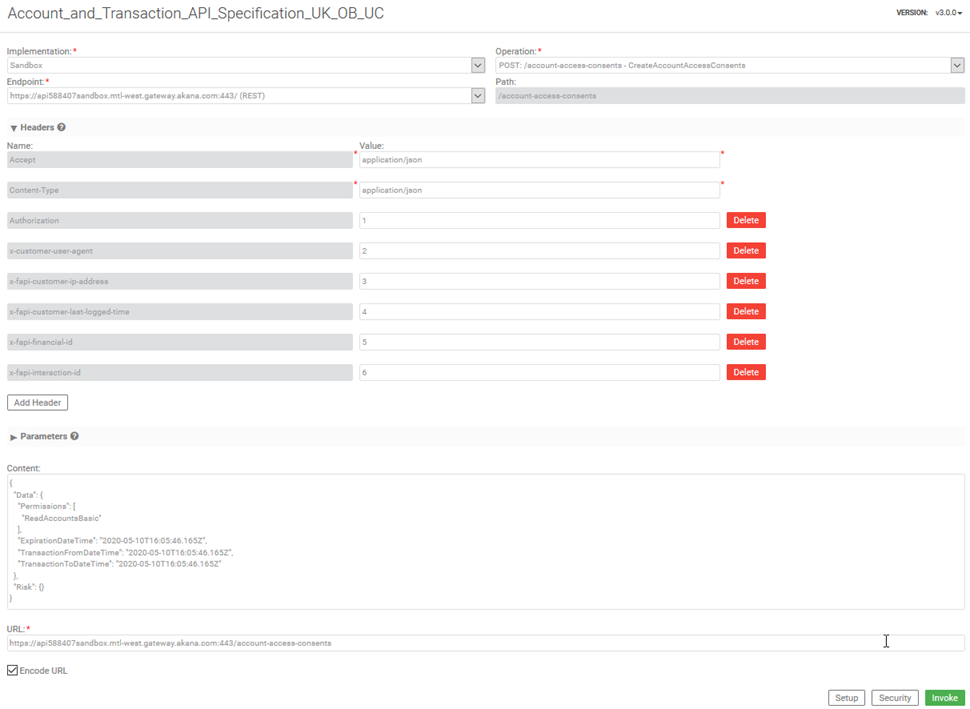 Account_and_Transaction_API_Specification_UK_OB_UC
VERSION: v3.0.0
Implementation:* Operation:*
Sandbox POST: /account-access-consents - CreateAccountAccessConsents
Endpoint:* Path:
https://api588407sandbox.mtl-west.gateway.akana.com:443/ (REST) /account-access-consents
Headers
Name: Value:
Accept * application/json *
Content-Type * application/json *
Authorization 1 Delete
x-customer-user-agent 2 Delete
x-fapi-customer-ip-address 3 Delete
x-fapi-customer-last-logged-time 4 Delete
x-fapi-financial-id 5 Delete
x-fapi-interaction-id 6 Delete
Add Header
Parameters
Content:
{
"Data": {
"Permissions": [
"ReadAccountsBasic"
],
"ExpirationDateTime": "2020-05-10T16:05:46.165Z",
"TransactionFromDateTime": "2020-05-10T16:05:46.165Z",
"TransactionToDateTime": "2020-05-10T16:05:46.165Z"
},
"Risk": {}
}
URL:*
https://api588407sandbox.mtl-west.gateway.akana.com:443/account-access-consents
Encode URL
Setup Security Invoke